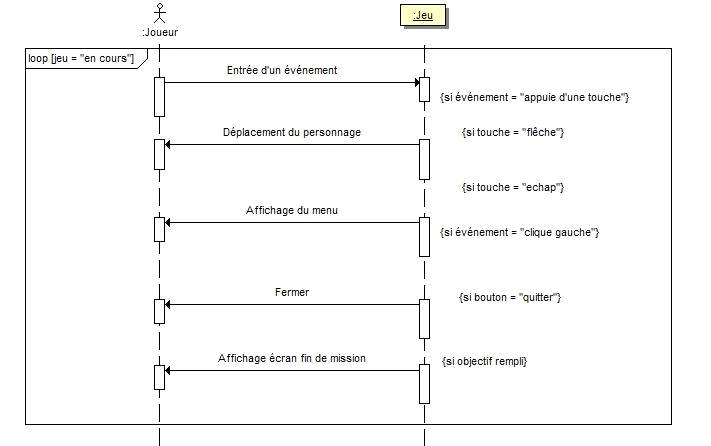 :Joueur
:Jeu
loop [jeu = "en cours"]
Entrée d'un événement
{si événement = "appuie d'une touche"}
Déplacement du personnage
{si touche = "flêche"}
{si touche = "echap"}
Affichage du menu
{si événement = "clique gauche"}
Fermer
{si bouton = "quitter"}
Affichage écran fin de mission
{si objectif rempli}